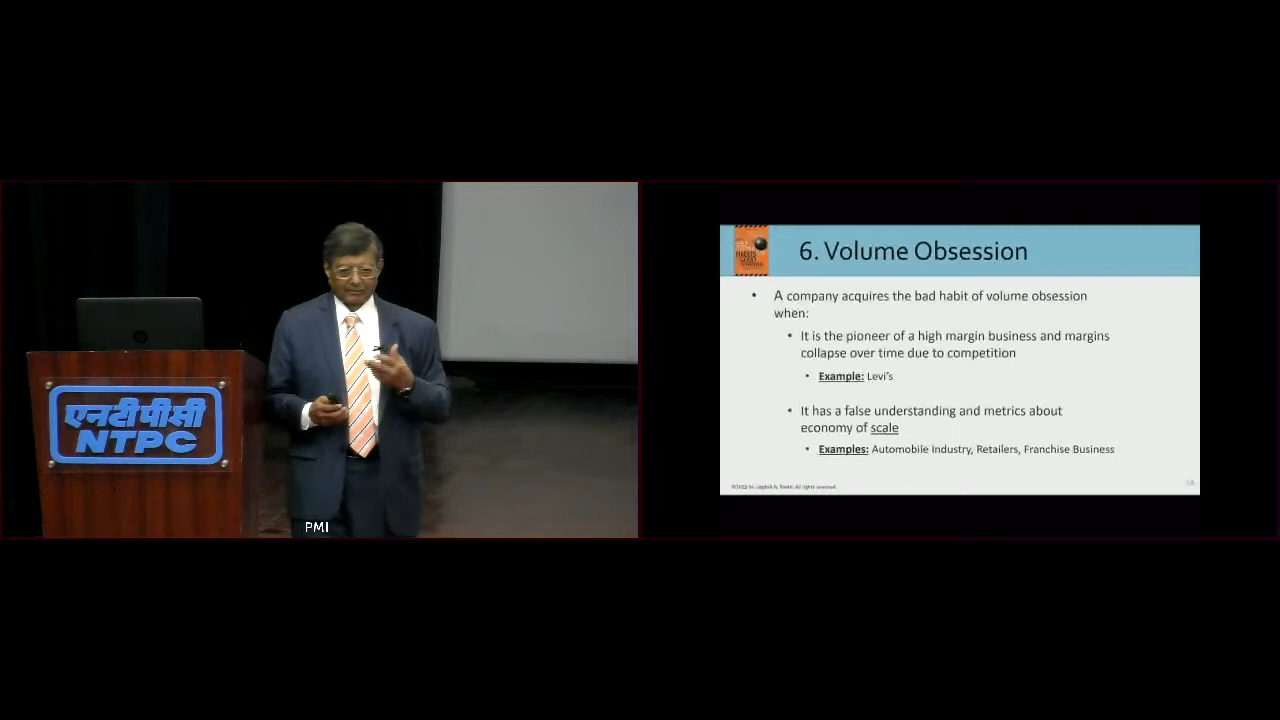 एनटीपीसी
NTPC
PMI
6. Volume Obsession
• A company acquires the bad habit of volume obsession
when:
• It is the pioneer of a high margin business and margins
collapse over time due to competition
• Example: Levi's
• It has a false understanding and metrics about
economy of scale
• Examples: Automobile Industry, Retailers, Franchise Business